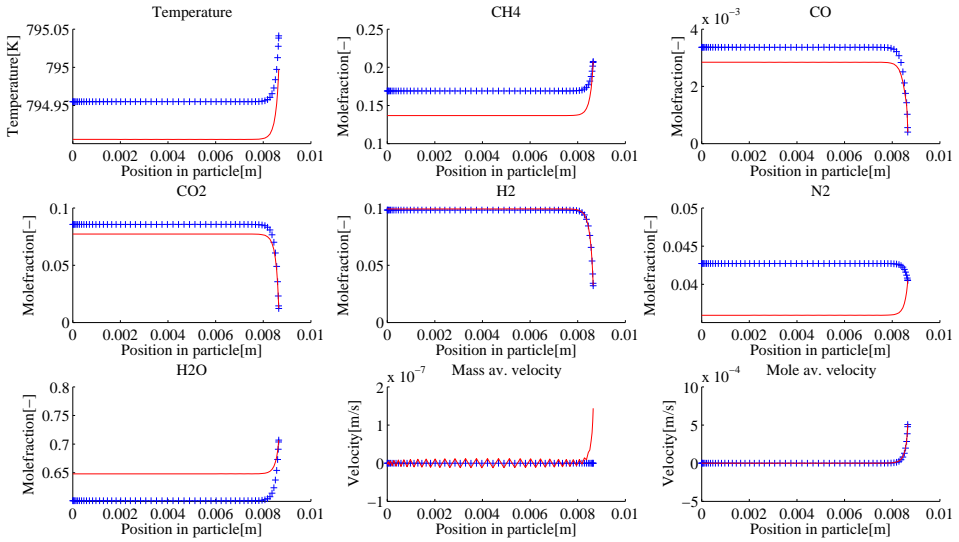 Temperature
Temperature[K]
795.05
795
794.95
0 0.002 0.004 0.006 0.008 0.01
Position in particle[m]
CH4
Molefraction[−]
0.25
0.2
0.15
0.1
0 0.002 0.004 0.006 0.008 0.01
Position in particle[m]
CO
x 10−3
Molefraction[−]
4
2
0
0 0.002 0.004 0.006 0.008 0.01
Position in particle[m]
CO2
Molefraction[−]
0.1
0.05
0
0 0.002 0.004 0.006 0.008 0.01
Position in particle[m]
H2
Molefraction[−]
0.1
0.05
0
0 0.002 0.004 0.006 0.008 0.01
Position in particle[m]
N2
Molefraction[−]
0.05
0.045
0.04
0 0.002 0.004 0.006 0.008 0.01
Position in particle[m]
H2O
Molefraction[−]
0.8
0.75
0.7
0.65
0 0.002 0.004 0.006 0.008 0.01
Position in particle[m]
Mass av. velocity
x 10−7
Velocity[m/s]
2
1
0
−1
0 0.002 0.004 0.006 0.008 0.01
Position in particle[m]
Mole av. velocity
x 10−4
Velocity[m/s]
10
5
0
−5
0 0.002 0.004 0.006 0.008 0.01
Position in particle[m]